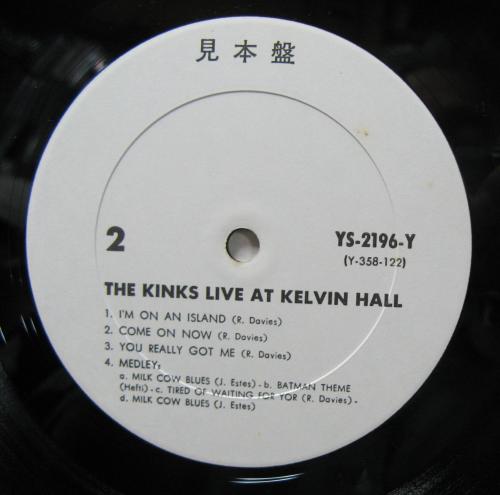 見本盤
2
YS-2196-Y
(Y-358-122)
THE KINKS LIVE AT KELVIN HALL
1. I'M ON AN ISLAND (R. Davies)
2. COME ON NOW (R. Davies)
3. YOU REALLY GOT ME (R. Davies)
4. MEDLEY;
a. MILK COW BLUES (J. Estes) - b. BATMAN THEME
(Hefti) - c. TIRED OF WAITING FOR YOR (R. Davies) -
d. MILK COW BLUES (J. Estes)